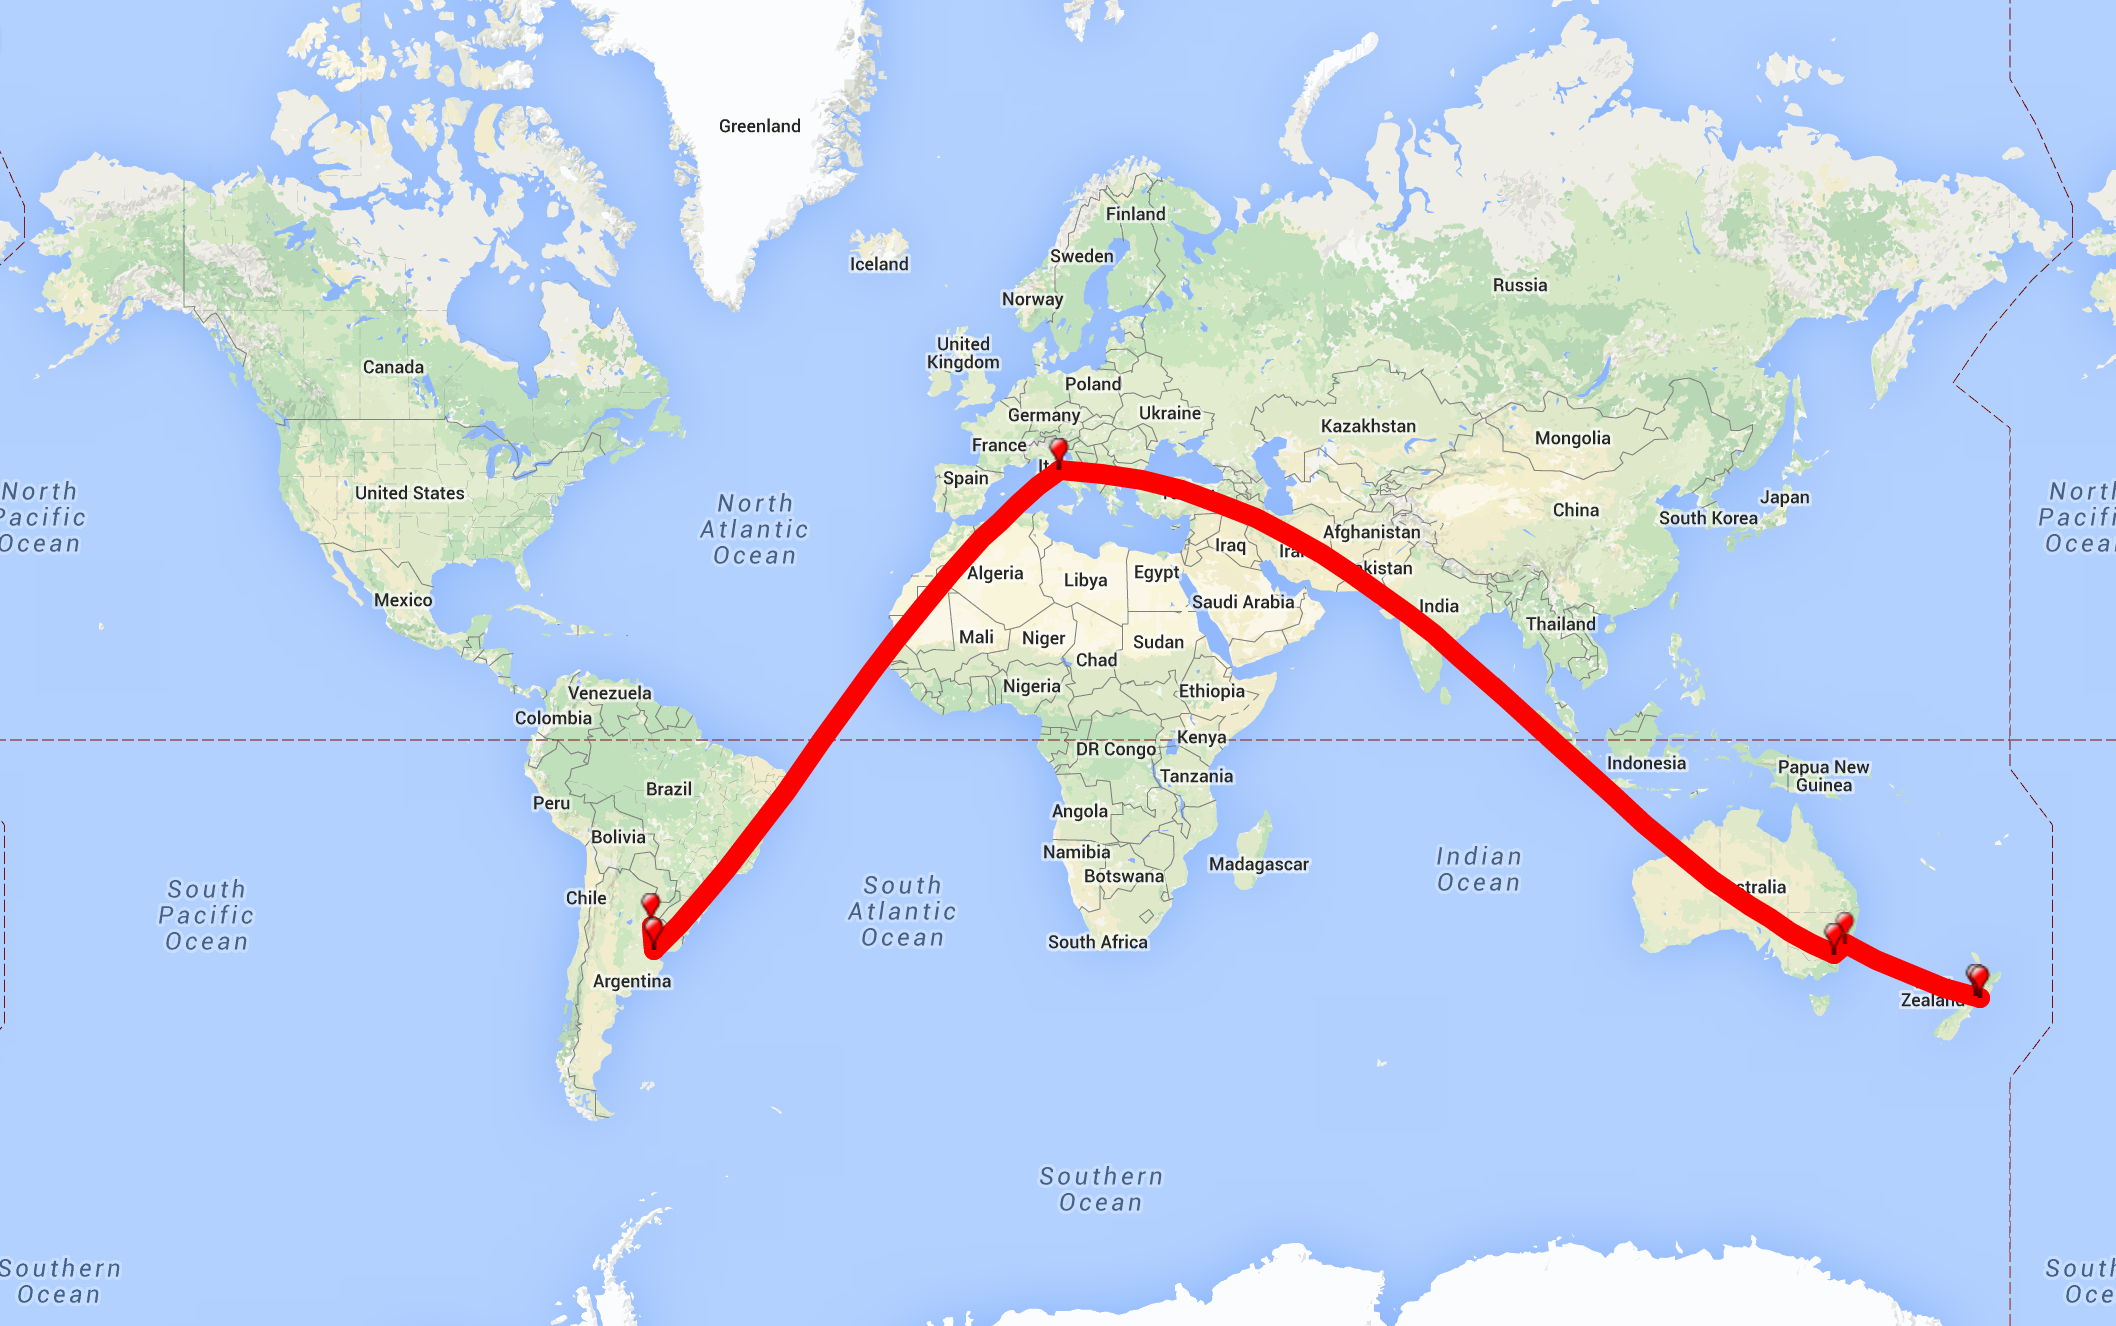 Greenland
Finland
Iceland
Sweden
Norway
Russia
United
Kingdom
Canada
Poland
Germany
Ukraine
Kazakhstan
Mongolia
France
It
Spain
North
Pacific
Ocean
United States
North
Atlantic
Ocean
China
Japan
South Korea
North
Pacifi
Ocea
Afghanistan
Iraq
Iran
Algeria
Libya
Egypt
kistan
Mexico
Saudi Arabia
India
Thailand
Mali
Niger
Sudan
Chad
Nigeria
Ethiopia
Venezuela
Colombia
Kenya
DR Congo
Indonesia
Tanzania
Papua New
Guinea
Brazil
Peru
Angola
Bolivia
Namibia
Madagascar
Botswana
Indian
Ocean
stralia
Chile
South
Pacific
Ocean
South
Atlantic
Ocean
South Africa
Argentina
Zealand
Southern
Ocean
Southern
Ocean
South
Oce